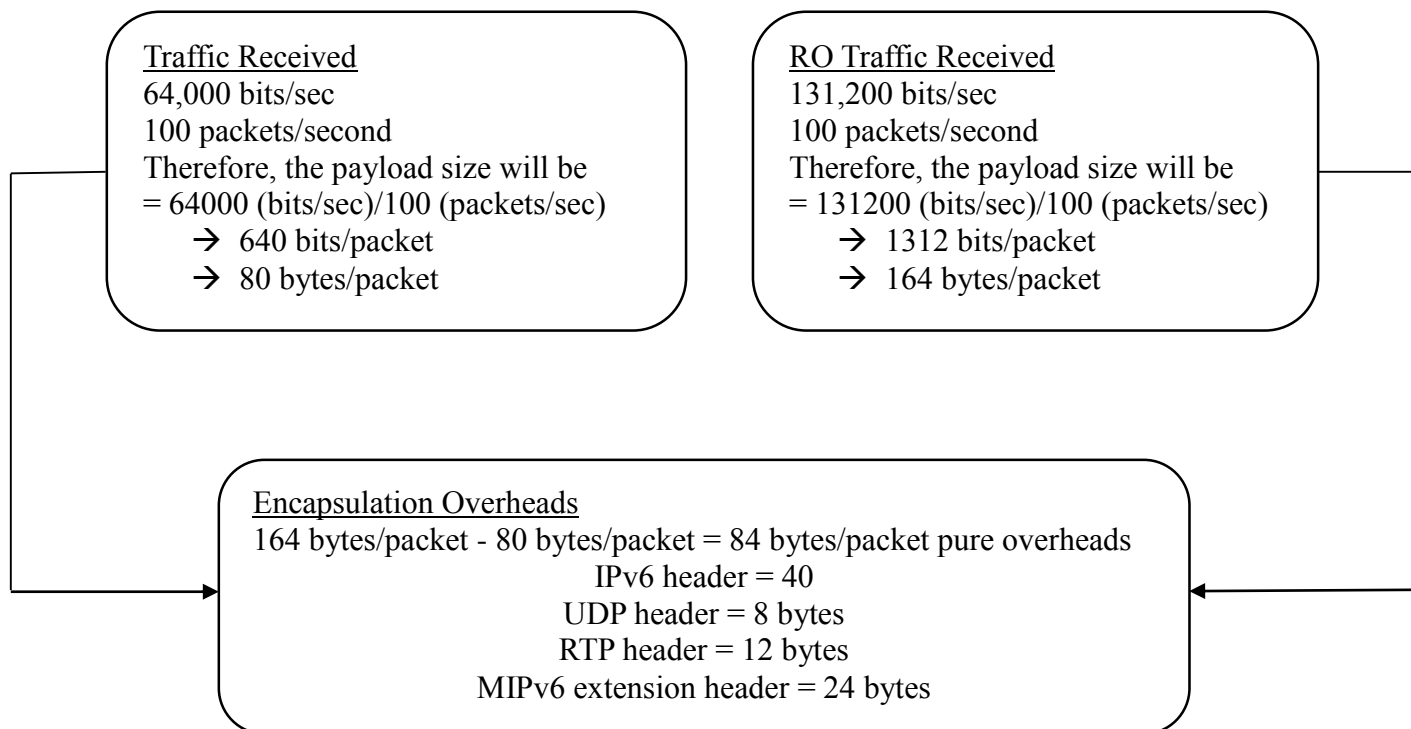 Traffic Received
64,000 bits/sec
100 packets/second
Therefore, the payload size will be
= 64000 (bits/sec)/100 (packets/sec)
→ 640 bits/packet
→ 80 bytes/packet
RO Traffic Received
131,200 bits/sec
100 packets/second
Therefore, the payload size will be
= 131200 (bits/sec)/100 (packets/sec)
→ 1312 bits/packet
→ 164 bytes/packet
Encapsulation Overheads
164 bytes/packet - 80 bytes/packet = 84 bytes/packet pure overheads
IPv6 header = 40
UDP header = 8 bytes
RTP header = 12 bytes
MIPv6 extension header = 24 bytes